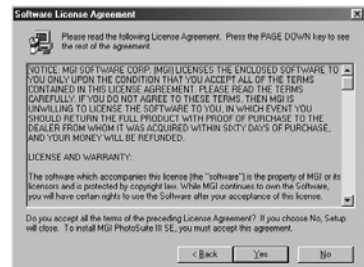 Software License Agreement
Please read the following License Agreement. Press the PAGE DOWN key to see
the rest of the agreement.
NOTICE: MGI SOFTWARE CORP. (MGI) LICENSES THE ENCLOSED SOFTWARE TO
YOU ONLY UPON THE CONDITION THAT YOU ACCEPT ALL OF THE TERMS
CONTAINED IN THIS LICENSE AGREEMENT. PLEASE READ THE TERMS
CAREFULLY. IF YOU DO NOT AGREE TO THESE TERMS, THEN MGI IS
UNWILLING TO LICENSE THE SOFTWARE TO YOU, IN WHICH EVENT YOU
SHOULD RETURN THE FULL PRODUCT WITH PROOF OF PURCHASE TO THE
DEALER FROM WHOM IT WAS ACQUIRED WITHIN SIXTY DAYS OF PURCHASE,
AND YOUR MONEY WILL BE REFUNDED.
LICENSE AND WARRANTY:
The software which accompanies this license (the "software") is the property of MGI or its
licensors and is protected by copyright law. While MGI continues to own the Software,
you will have certain rights to use the Software after your acceptance of this license.
Do you accept all the terms of the preceding License Agreement? If you choose No, Setup
will close. To install MGI PhotoSuite III SE, you must accept this agreement.
< Back
Yes
No